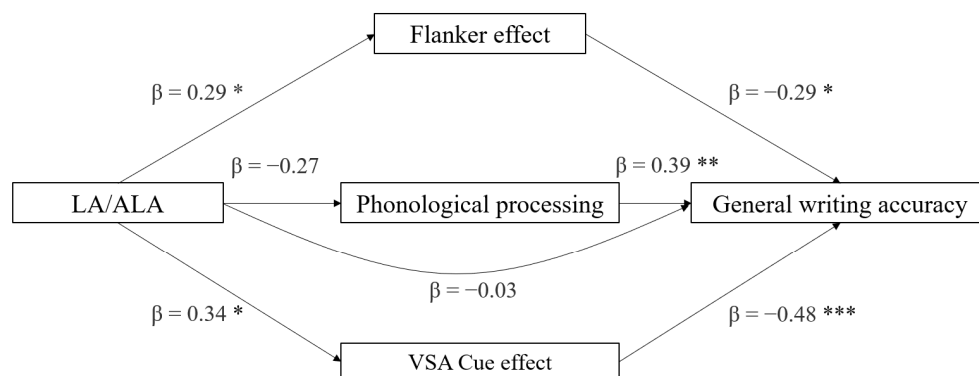 Flanker effect
β = 0.29 *
β = −0.29 *
β = −0.27
β = 0.39 **
LA/ALA
Phonological processing
General writing accuracy
β = −0.03
β = 0.34 *
β = −0.48 ***
VSA Cue effect